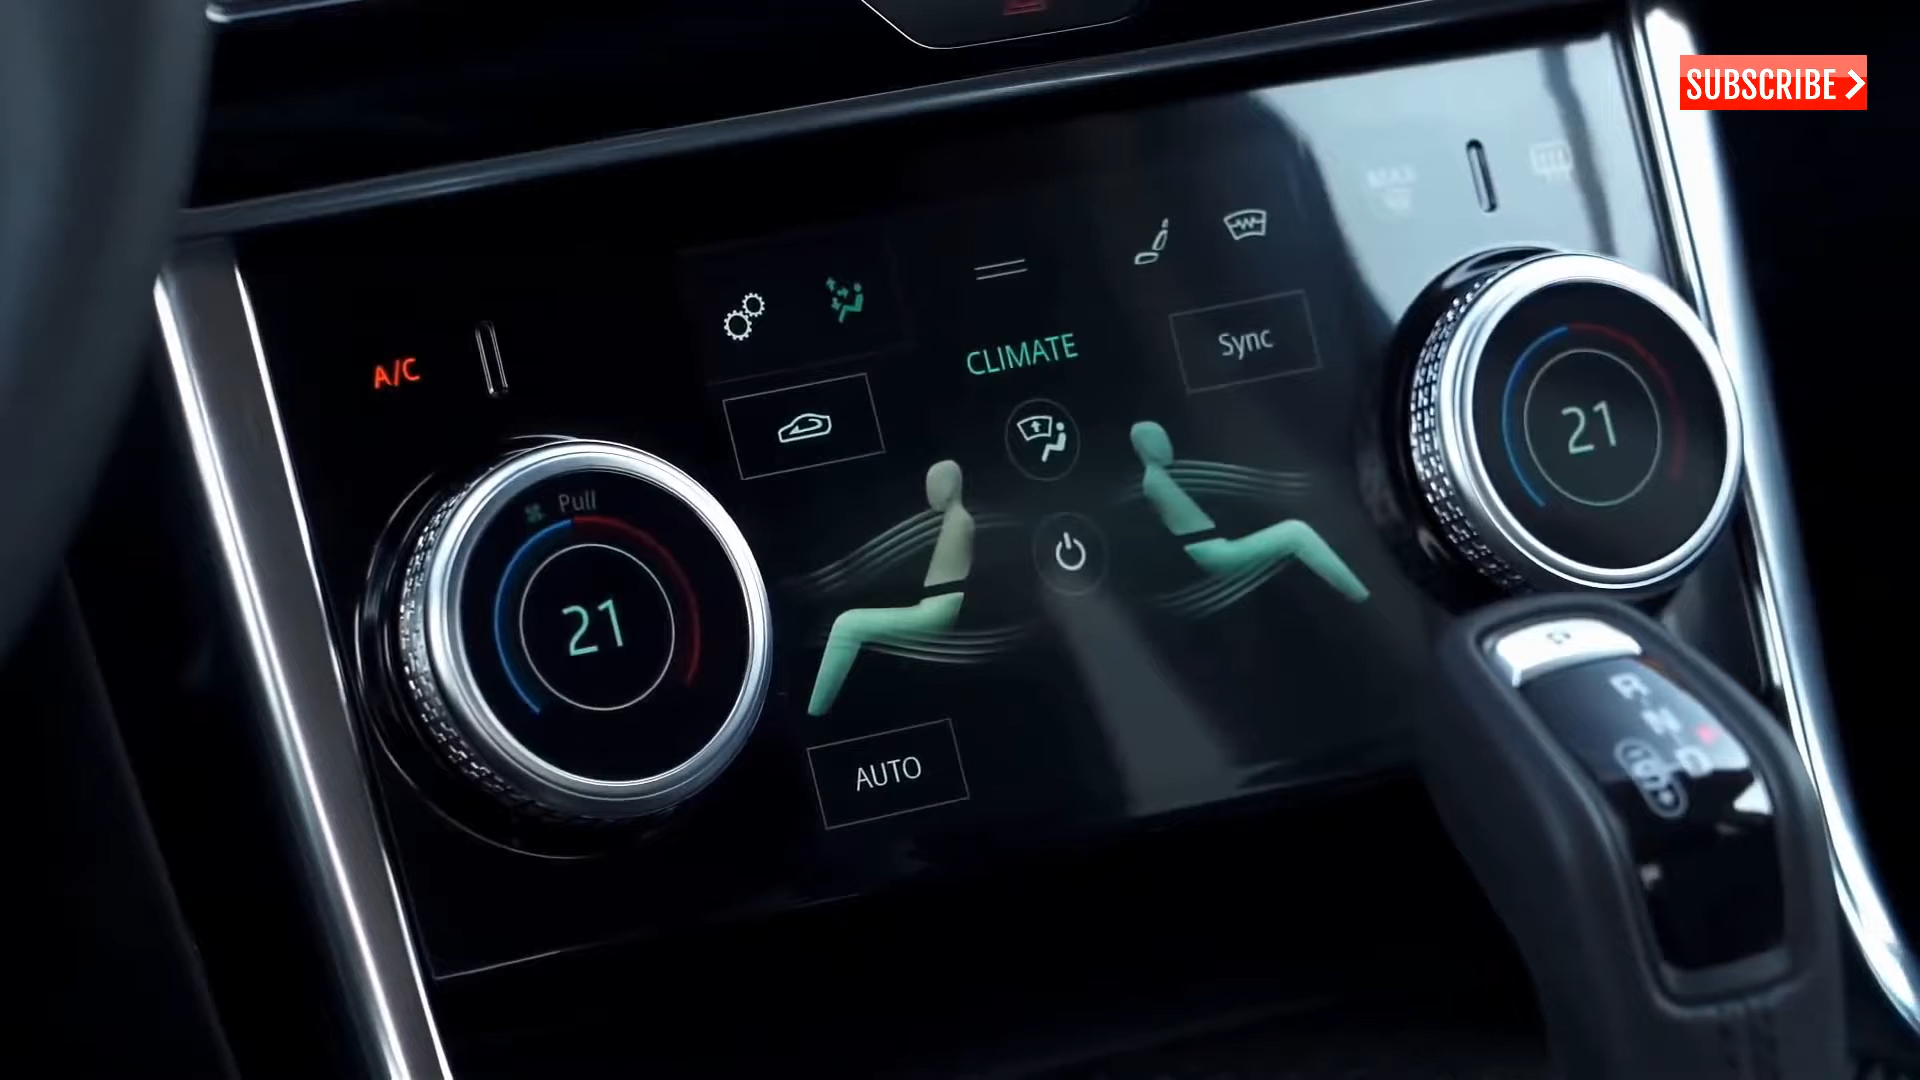 SUBSCRIBE
A/C
CLIMATE
Sync
21
Pull
21
AUTO
R
N
D